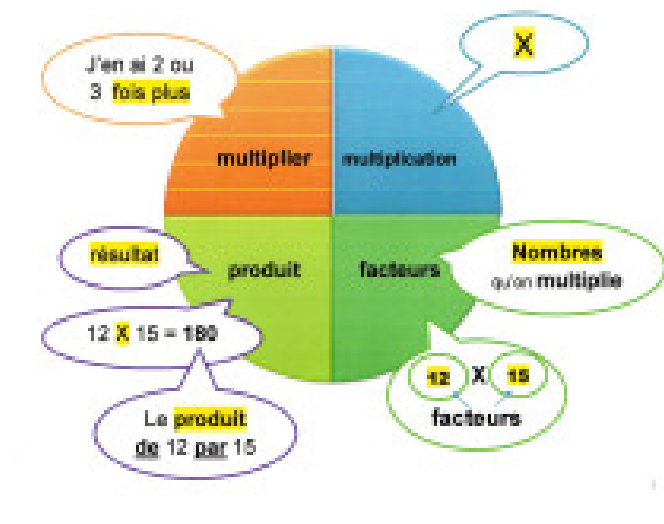 J'en ai 2 ou
3 fois plus
X
multiplier
multiplication
résultat
produit
facteurs
Nombres
qu'on multiplie
12 X 15 = 180
12 X 15
facteurs
Le produit
de 12 par 15